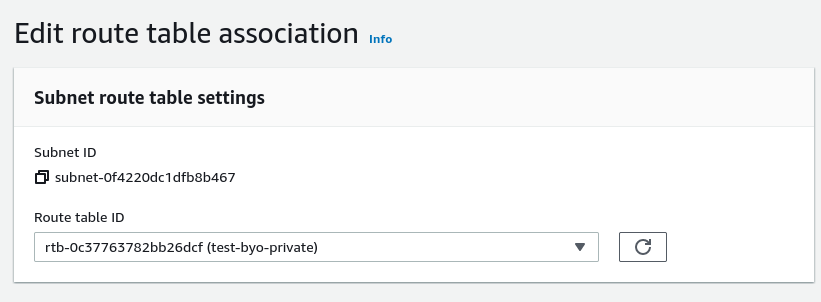 Edit route table association Info
Subnet route table settings
Subnet ID
subnet-0f4220dc1dfb8b467
Route table ID
rtb-0c37763782bb26dcf (test-byo-private)